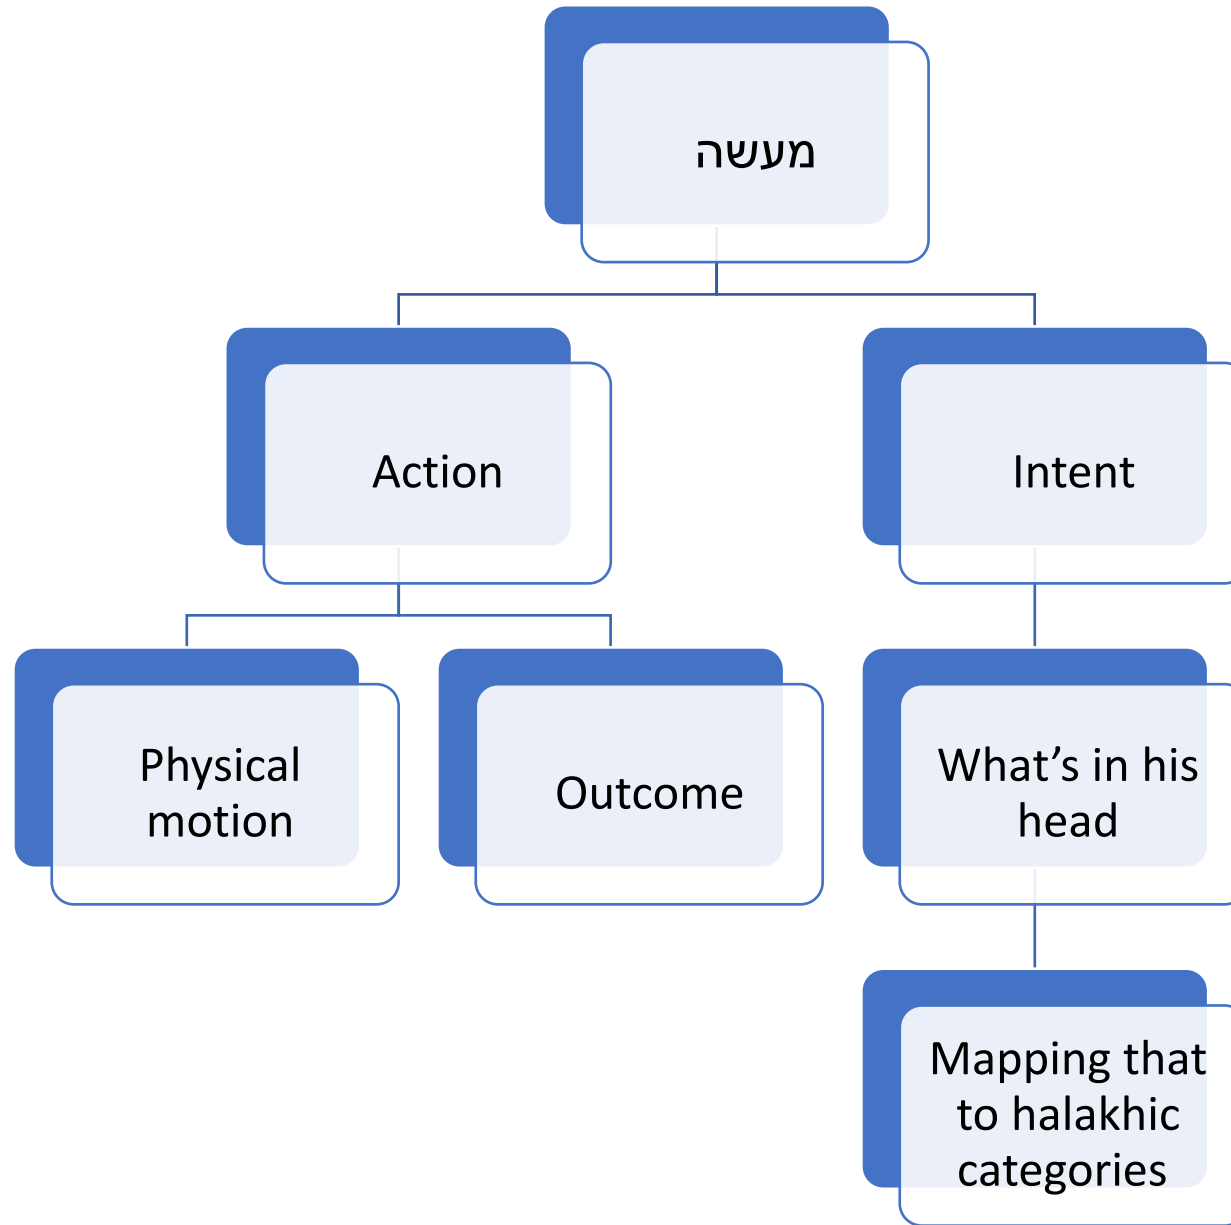 מעשה
Action
Intent
Physical
motion
Outcome
What’s in his
head
Mapping that
to halakhic
categories